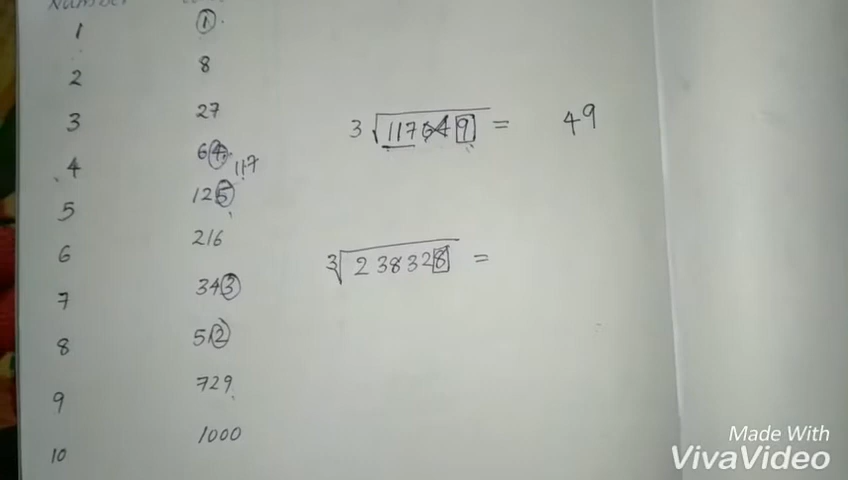 Number
1 1
2 8
3 27
4 64 117
5 125
6 216
7 343
8 512
9 729
10 1000
3√117649 = 49
3√238328 =
Made With
VivaVideo